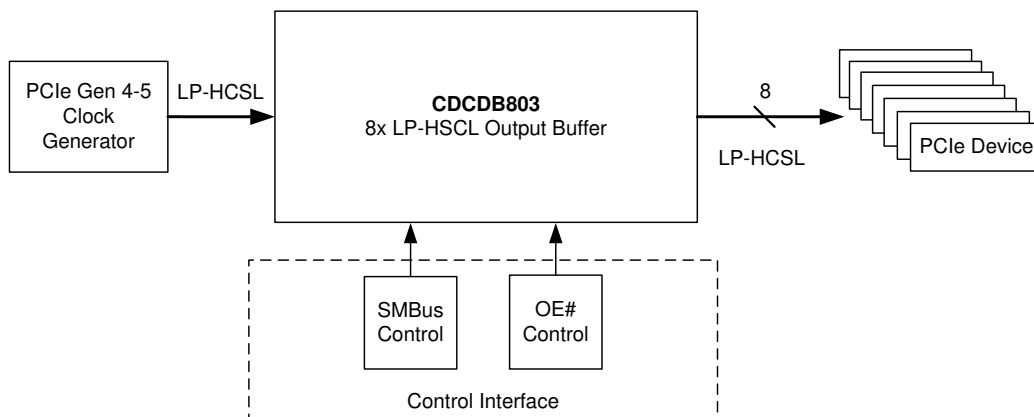 PCIe Gen 4-5
Clock
Generator
LP-HCSL
CDCDB803
8x LP-HSCL Output Buffer
8
LP-HCSL
PCIe Device
SMBus
Control
OE#
Control
Control Interface